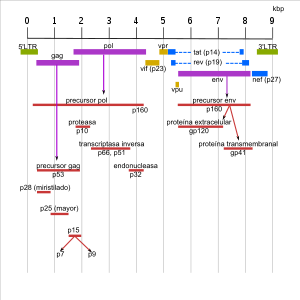 kbp
0 1 2 3 4 5 6 7 8 9
5'LTR
gag
pol
vif (p23)
vpr
tat (p14)
rev (p19)
vpu
env
nef (p27)
3'LTR
precursor pol
p160
precursor env
p160
proteasa
p10
proteína extracelular
gp120
transcriptasa inversa
p66, p51
proteína transmembranal
gp41
precursor gag
p53
endonucleasa
p32
p28 (miristilado)
p25 (mayor)
p15
p7
p9